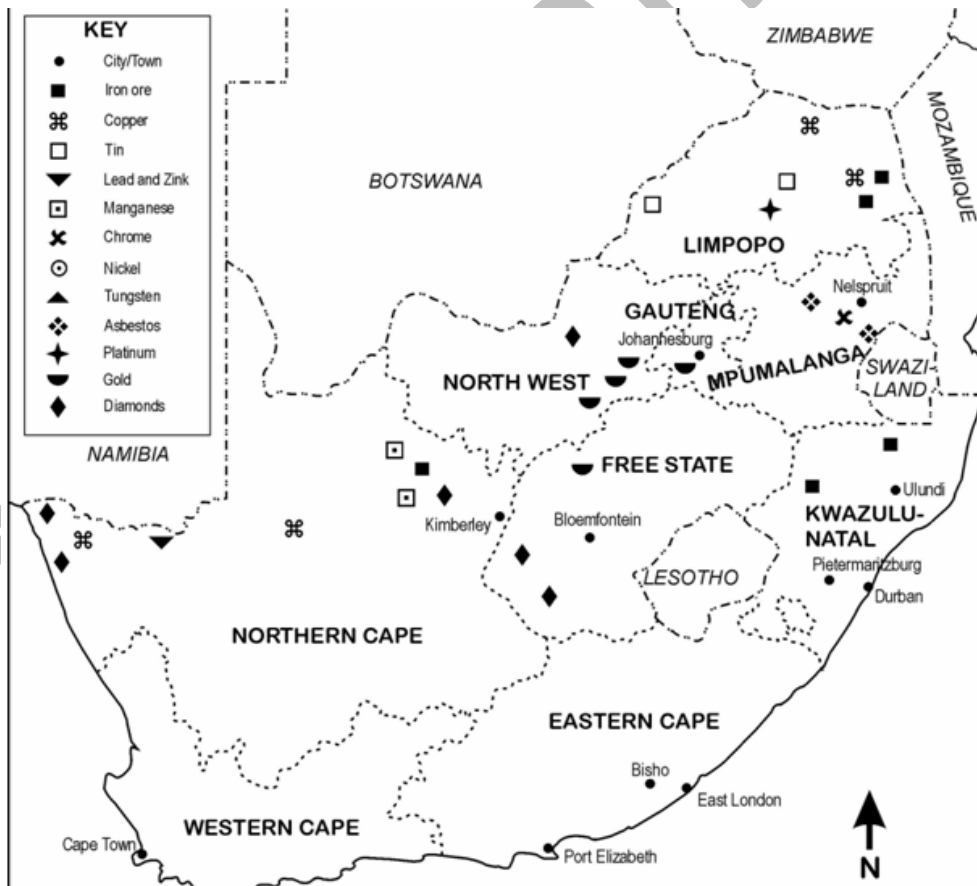 KEY
City/Town
Iron ore
Copper
Tin
Lead and Zink
Manganese
Chrome
Nickel
Tungsten
Asbestos
Platinum
Gold
Diamonds
ZIMBABWE
MOZAMBIQUE
BOTSWANA
LIMPOPO
Nelspruit
GAUTENG
Johannesburg
MPUMALANGA
SWAZI-
LAND
NORTH WEST
NAMIBIA
FREE STATE
Ulundi
Kimberley
Bloemfontein
KWAZULU-
NATAL
Pietermaritzburg
LESOTHO
Durban
NORTHERN CAPE
EASTERN CAPE
Bisho
East London
WESTERN CAPE
Cape Town
Port Elizabeth
N